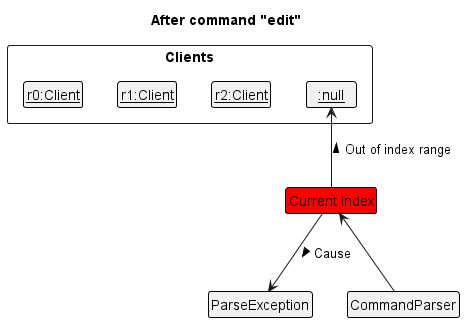 After command "edit"
Clients
r0:Client
r1:Client
r2:Client
:null
Out of index range
Current Index
Cause
ParseException
CommandParser